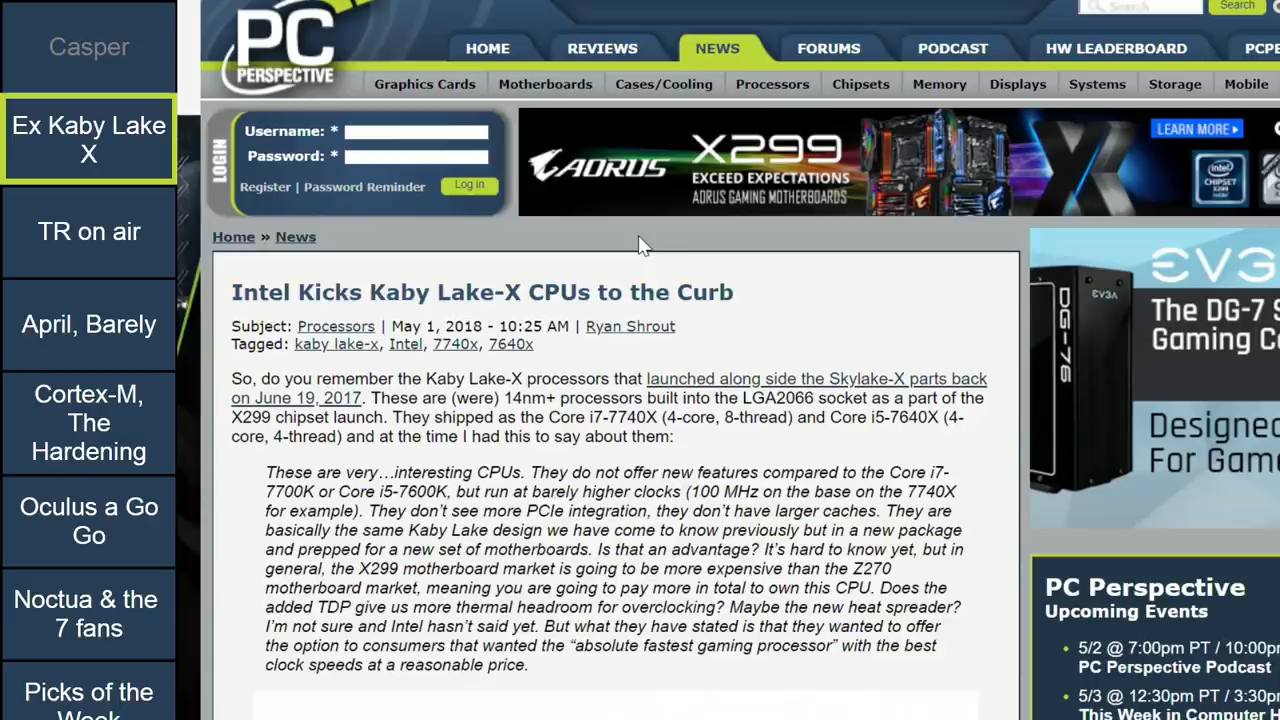 Casper
Ex Kaby Lake
X
TR on air
April, Barely
Cortex-M,
The
Hardening
Oculus a Go
Go
Noctua & the
7 fans
Picks of the
Week
PC
PERSPECTIVE
Search
Search
HOME
REVIEWS
NEWS
FORUMS
PODCAST
HW LEADERBOARD
PCPE
Graphics Cards
Motherboards
Cases/Cooling
Processors
Chipsets
Memory
Displays
Systems
Storage
Mobile
LOGIN
Username: *
Password: *
Register | Password Reminder
Log in
AORUS
X299
EXCEED EXPECTATIONS
AORUS GAMING MOTHERBOARDS
LEARN MORE
intel
CHIPSET
X299
Home » News
Intel Kicks Kaby Lake-X CPUs to the Curb
Subject: Processors | May 1, 2018 - 10:25 AM | Ryan Shrout
Tagged: kaby lake-x, Intel, 7740x, 7640x
So, do you remember the Kaby Lake-X processors that launched along side the Skylake-X parts back
on June 19, 2017. These are (were) 14nm+ processors built into the LGA2066 socket as a part of the
X299 chipset launch. They shipped as the Core i7-7740X (4-core, 8-thread) and Core i5-7640X (4-
core, 4-thread) and at the time I had this to say about them:
These are very…interesting CPUs. They do not offer new features compared to the Core i7-
7700K or Core i5-7600K, but run at barely higher clocks (100 MHz on the base on the 7740X
for example). They don’t see more PCIe integration, they don’t have larger caches. They are
basically the same Kaby Lake design we have come to know previously but in a new package
and prepped for a new set of motherboards. Is that an advantage? It’s hard to know yet, but in
general, the X299 motherboard market is going to be more expensive than the Z270
motherboard market, meaning you are going to pay more in total to own this CPU. Does the
added TDP give us more thermal headroom for overclocking? Maybe the new heat spreader?
I’m not sure and Intel hasn’t said yet. But what they have stated is that they wanted to offer
the option to consumers that wanted the “absolute fastest gaming processor” with the best
clock speeds at a reasonable price.
EVGA
DG-76
EVGA
The DG-7 S
Gaming C
Designed
For Game
PC Perspective
Upcoming Events
5/2 @ 7:00pm PT / 10:00p
PC Perspective Podcast
5/3 @ 12:30pm PT / 3:30p
This Week in Computer H